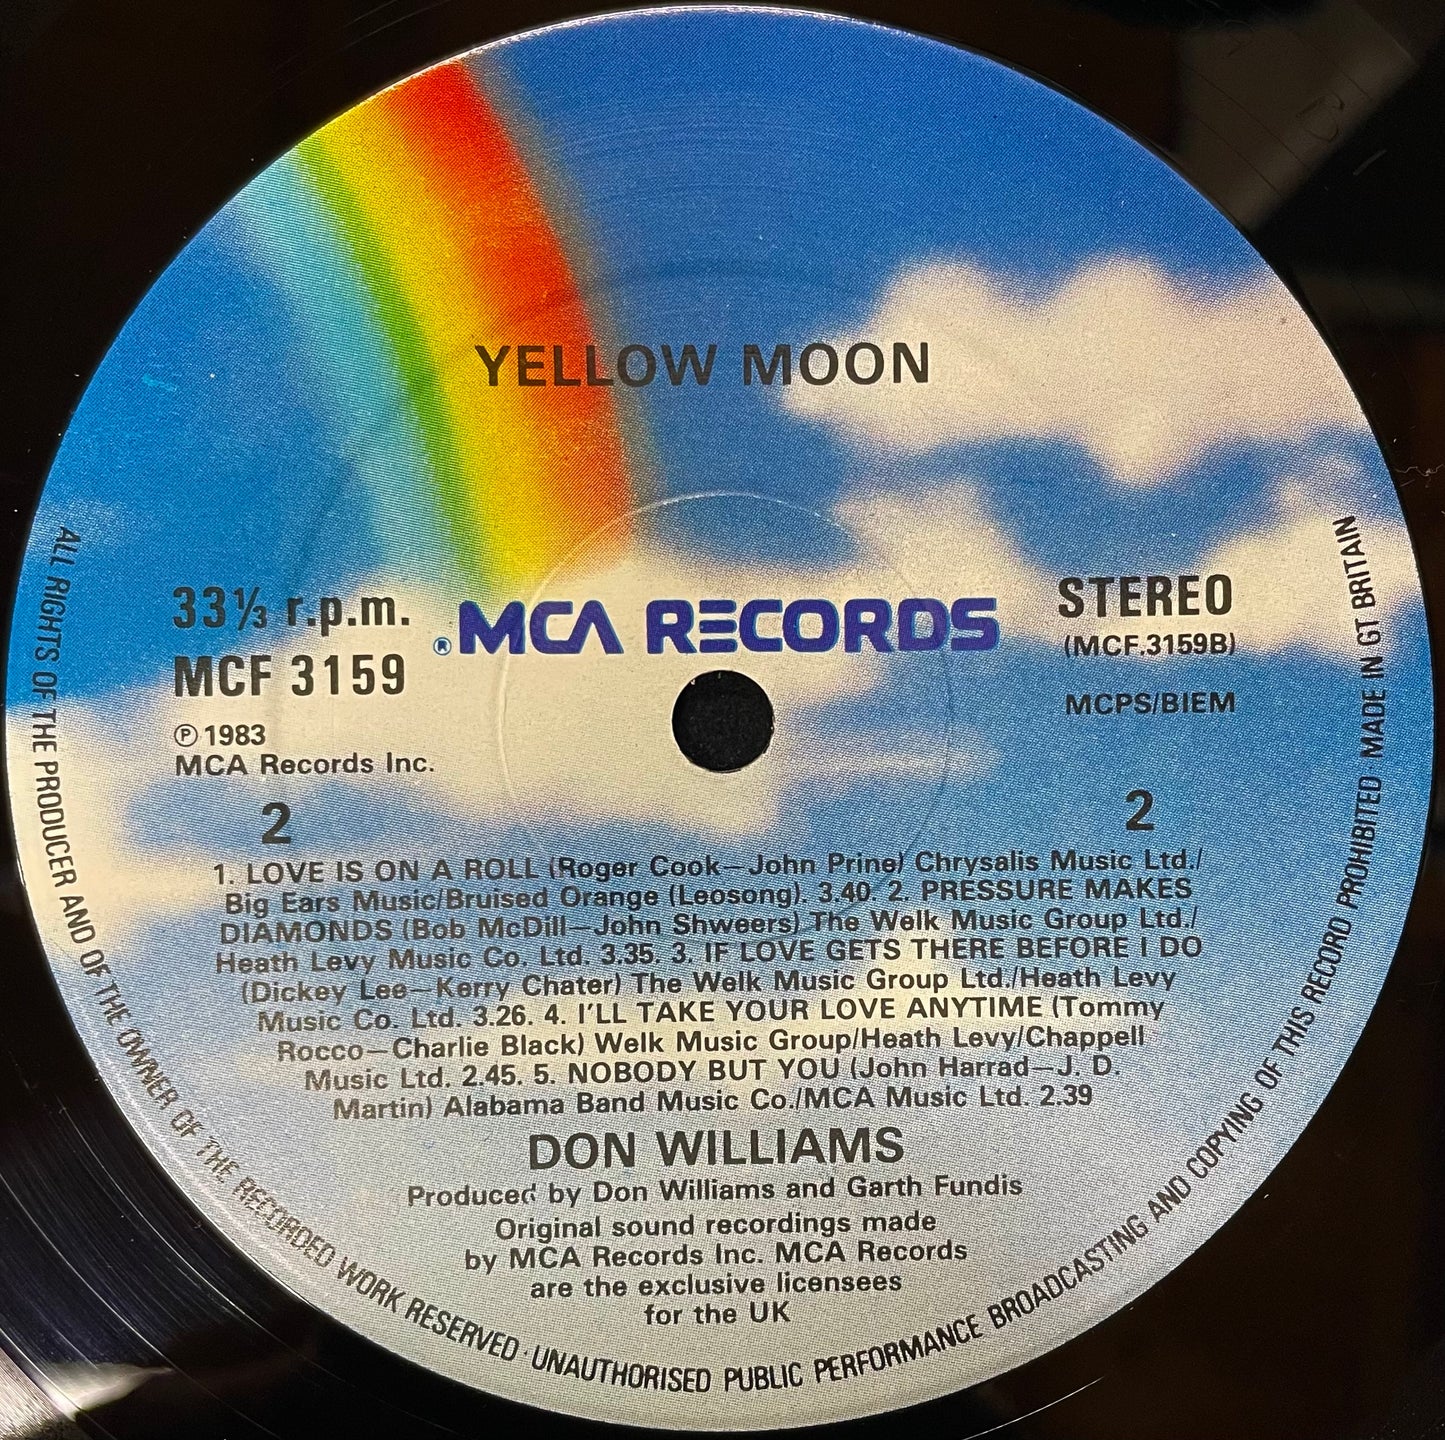 YELLOW MOON
33⅓ r.p.m.
MCF 3159
Ⓟ 1983
MCA Records Inc.
® MCA RECORDS
STEREO
(MCF.3159B)
MCPS/BIEM
2
2
1. LOVE IS ON A ROLL (Roger Cook—John Prine) Chrysalis Music Ltd./
Big Ears Music/Bruised Orange (Leosong). 3.40. 2. PRESSURE MAKES
DIAMONDS (Bob McDill—John Shweers) The Welk Music Group Ltd./
Heath Levy Music Co. Ltd. 3.35. 3. IF LOVE GETS THERE BEFORE I DO
(Dickey Lee—Kerry Chater) The Welk Music Group Ltd./Heath Levy
Music Co. Ltd. 3.26. 4. I'LL TAKE YOUR LOVE ANYTIME (Tommy
Rocco—Charlie Black) Welk Music Group/Heath Levy/Chappell
Music Ltd. 2.45. 5. NOBODY BUT YOU (John Harrad—J. D.
Martin) Alabama Band Music Co./MCA Music Ltd. 2.39
DON WILLIAMS
Produced by Don Williams and Garth Fundis
Original sound recordings made
by MCA Records Inc. MCA Records
are the exclusive licensees
for the UK
ALL RIGHTS OF THE PRODUCER AND OF THE OWNER OF THE RECORDED WORK RESERVED · UNAUTHORISED PUBLIC PERFORMANCE BROADCASTING AND COPYING OF THIS RECORD PROHIBITED MADE IN GT BRITAIN